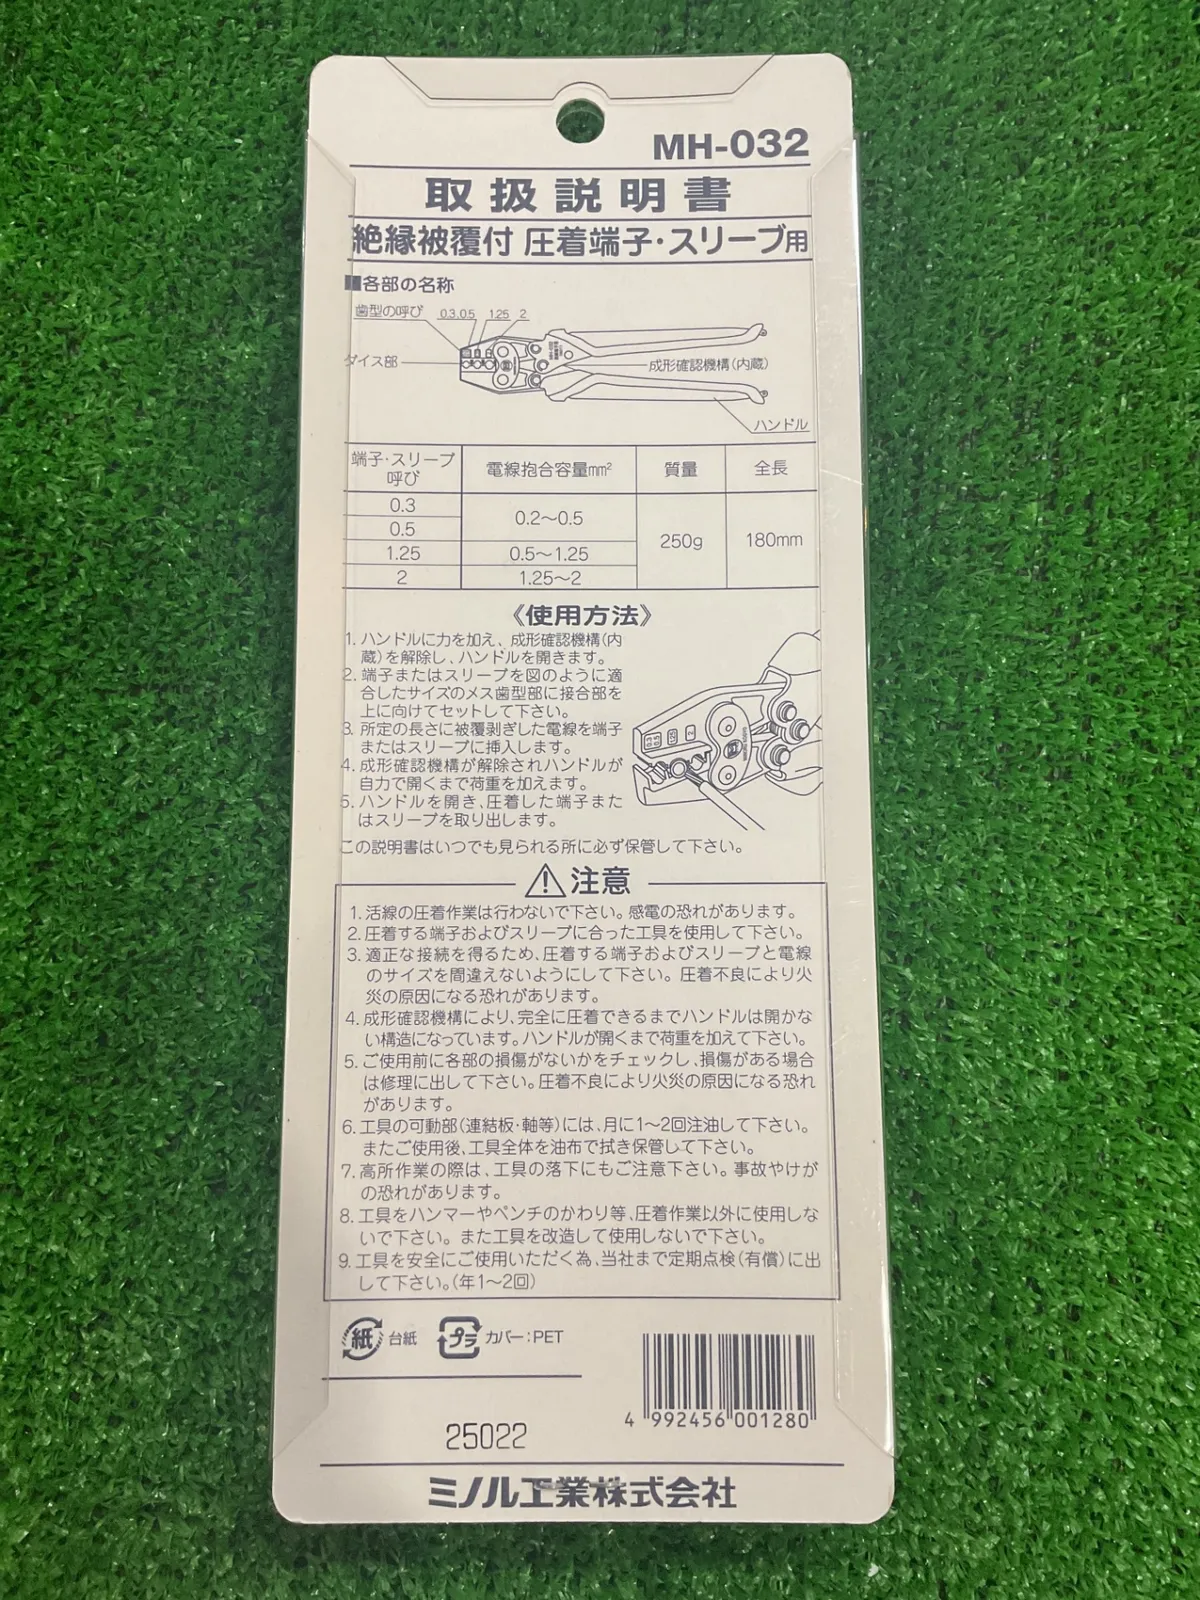 MH-032
取扱説明書
絶縁被覆付 圧着端子・スリーブ用
■各部の名称
歯型の呼び 0.3.0.5 1.25 2
ダイス部
成形確認機構(内蔵)
ハンドル
端子・スリーブ呼び 電線抱合容量mm² 質量 全長
0.3
0.5
0.2〜0.5
1.25 0.5〜1.25
2 1.25〜2
250g 180mm
《使用方法》
1. ハンドルに力を加え、成形確認機構(内
蔵)を解除し、ハンドルを開きます。
2. 端子またはスリーブを図のように適
合したサイズのメス歯型部に接合部を
上に向けてセットして下さい。
3. 所定の長さに被覆剥ぎした電線を端子
またはスリーブに挿入します。
4. 成形確認機構が解除されハンドルが
自力で開くまで荷重を加えます。
5. ハンドルを開き、圧着した端子また
はスリーブを取り出します。
この説明書はいつでも見られる所に必ず保管して下さい。
注意
1. 活線の圧着作業は行わないで下さい。感電の恐れがあります。
2. 圧着する端子およびスリーブに合った工具を使用して下さい。
3. 適正な接続を得るため、圧着する端子およびスリーブと電線
のサイズを間違えないようにして下さい。圧着不良により火
災の原因になる恐れがあります。
4. 成形確認機構により、完全に圧着できるまでハンドルは開かな
い構造になっています。ハンドルが開くまで荷重を加えて下さい。
5. ご使用前に各部の損傷がないかをチェックし、損傷がある場合
は修理に出して下さい。圧着不良により火災の原因になる恐れ
があります。
6. 工具の可動部(連結板・軸等)には、月に1〜2回注油して下さい。
またご使用後、工具全体を油布で拭き保管して下さい。
7. 高所作業の際は、工具の落下にもご注意下さい。事故やけが
の恐れがあります。
8. 工具をハンマーやペンチのかわり等、圧着作業以外に使用しな
いで下さい。また工具を改造して使用しないで下さい。
9. 工具を安全にご使用いただく為、当社まで定期点検(有償)に出
して下さい。(年1〜2回)
紙 台紙 プラ カバー:PET
4 992456 001280
25022
ミノル工業株式会社